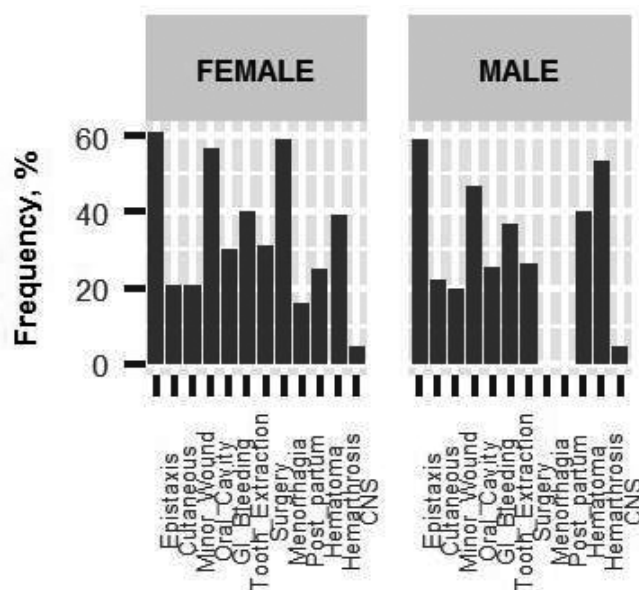 FEMALE
MALE
Frequency, %
60
40
20
0
Epistaxis
Cutaneous
Minor_Wound
Oral_Cavity
GI_Bleeding
Tooth_Extraction
Surgery
Menorrhagia
Post_partum
Hematoma
Hemarthrosis
CNS
Epistaxis
Cutaneous
Minor_Wound
Oral_Cavity
GI_Bleeding
Tooth_Extraction
Surgery
Menorrhagia
Post_partum
Hematoma
Hemarthrosis
CNS